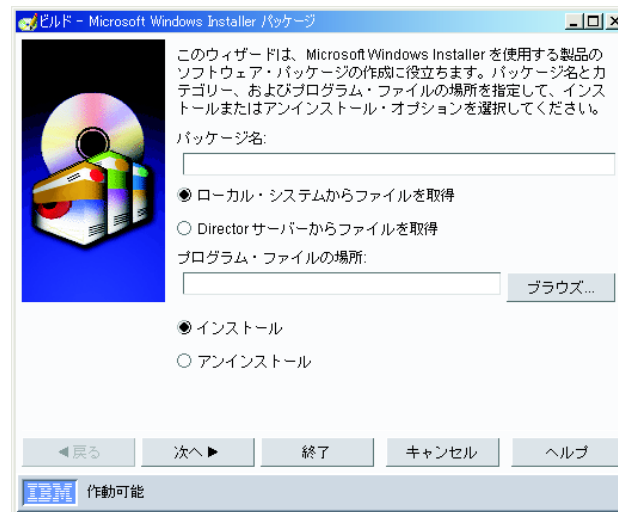 ビルド - Microsoft Windows Installer パッケージ
このウィザードは、Microsoft Windows Installer を使用する製品の
ソフトウェア・パッケージの作成に役立ちます。パッケージ名とカ
テゴリー、およびプログラム・ファイルの場所を指定して、インス
トールまたはアンインストール・オプションを選択してください。
パッケージ名:
ローカル・システムからファイルを取得
Director サーバーからファイルを取得
プログラム・ファイルの場所:
ブラウズ...
インストール
アンインストール
◀戻る 次へ▶ 終了 キャンセル ヘルプ
IBM 作動可能